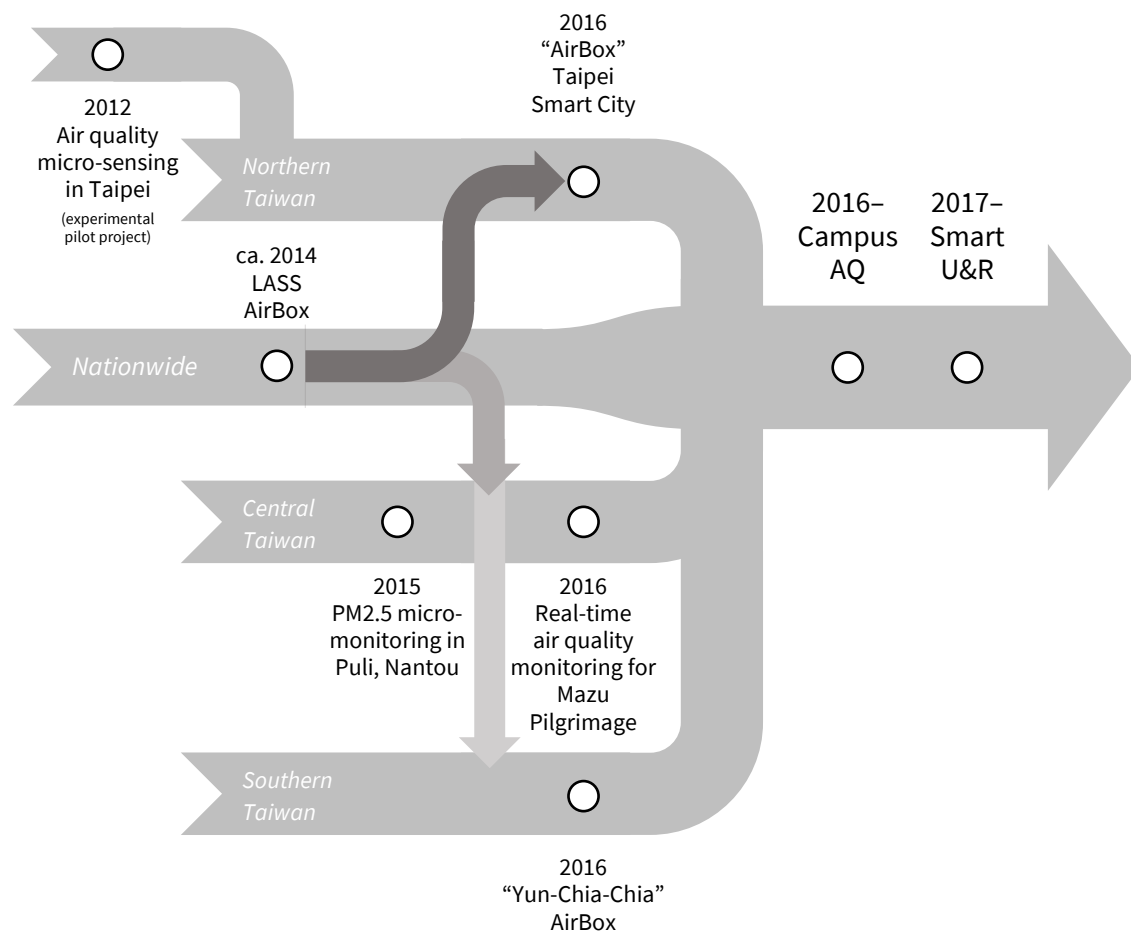 2016
“AirBox”
Taipei
Smart City
2012
Air quality
micro-sensing
in Taipei
(experimental
pilot project)
Northern
Taiwan
2016–
Campus
AQ
2017–
Smart
U&R
ca. 2014
LASS
AirBox
Nationwide
Central
Taiwan
2015
PM2.5 micro-
monitoring in
Puli, Nantou
2016
Real-time
air quality
monitoring for
Mazu
Pilgrimage
Southern
Taiwan
2016
“Yun-Chia-Chia”
AirBox